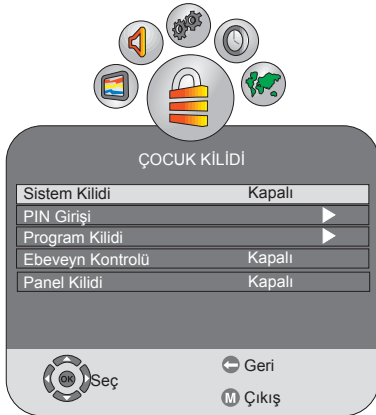 ÇOCUK KİLİDİ
Sistem Kilidi Kapalı
PIN Girişi
Program Kilidi
Ebeveyn Kontrolü Kapalı
Panel Kilidi Kapalı
OK Seç
Geri
M Çıkış